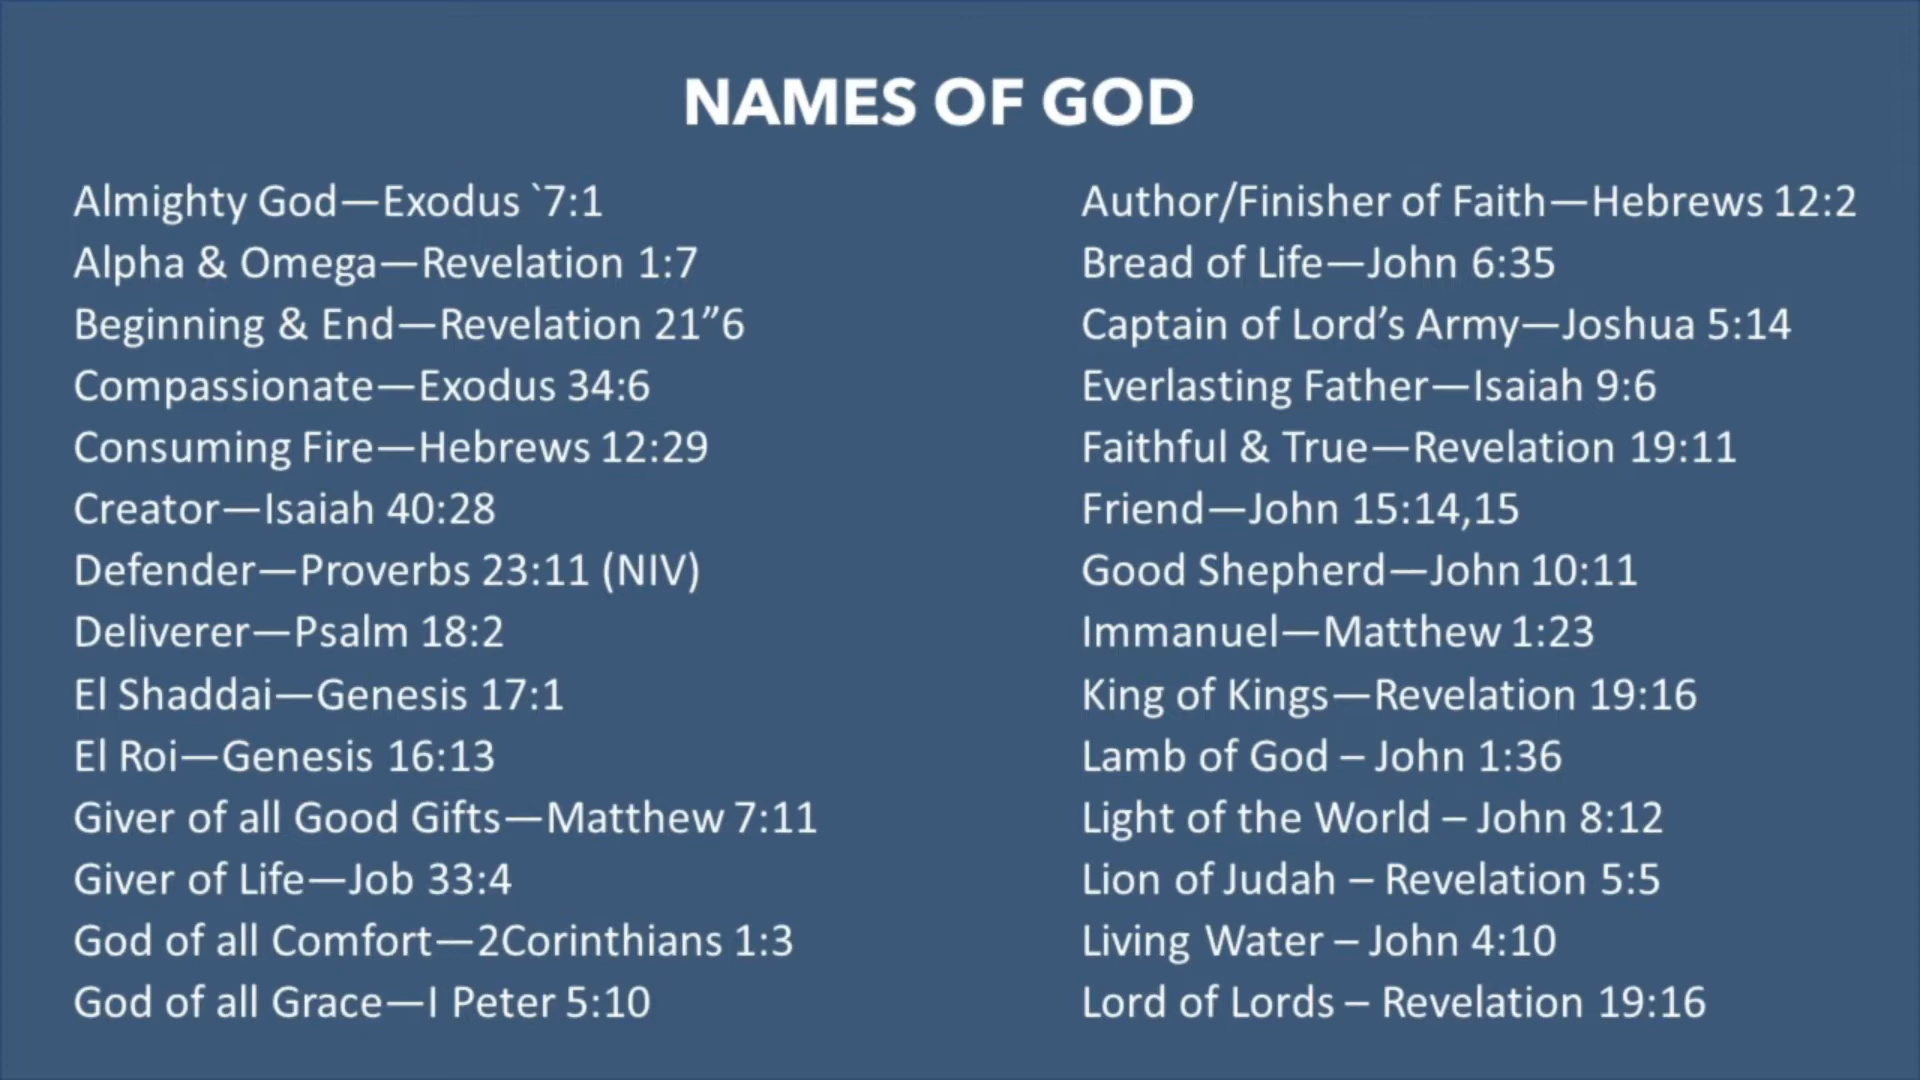 NAMES OF GOD
Almighty God—Exodus `7:1
Alpha & Omega—Revelation 1:7
Beginning & End—Revelation 21”6
Compassionate—Exodus 34:6
Consuming Fire—Hebrews 12:29
Creator—Isaiah 40:28
Defender—Proverbs 23:11 (NIV)
Deliverer—Psalm 18:2
El Shaddai—Genesis 17:1
El Roi—Genesis 16:13
Giver of all Good Gifts—Matthew 7:11
Giver of Life—Job 33:4
God of all Comfort—2Corinthians 1:3
God of all Grace—I Peter 5:10
Author/Finisher of Faith—Hebrews 12:2
Bread of Life—John 6:35
Captain of Lord’s Army—Joshua 5:14
Everlasting Father—Isaiah 9:6
Faithful & True—Revelation 19:11
Friend—John 15:14,15
Good Shepherd—John 10:11
Immanuel—Matthew 1:23
King of Kings—Revelation 19:16
Lamb of God – John 1:36
Light of the World – John 8:12
Lion of Judah – Revelation 5:5
Living Water – John 4:10
Lord of Lords – Revelation 19:16